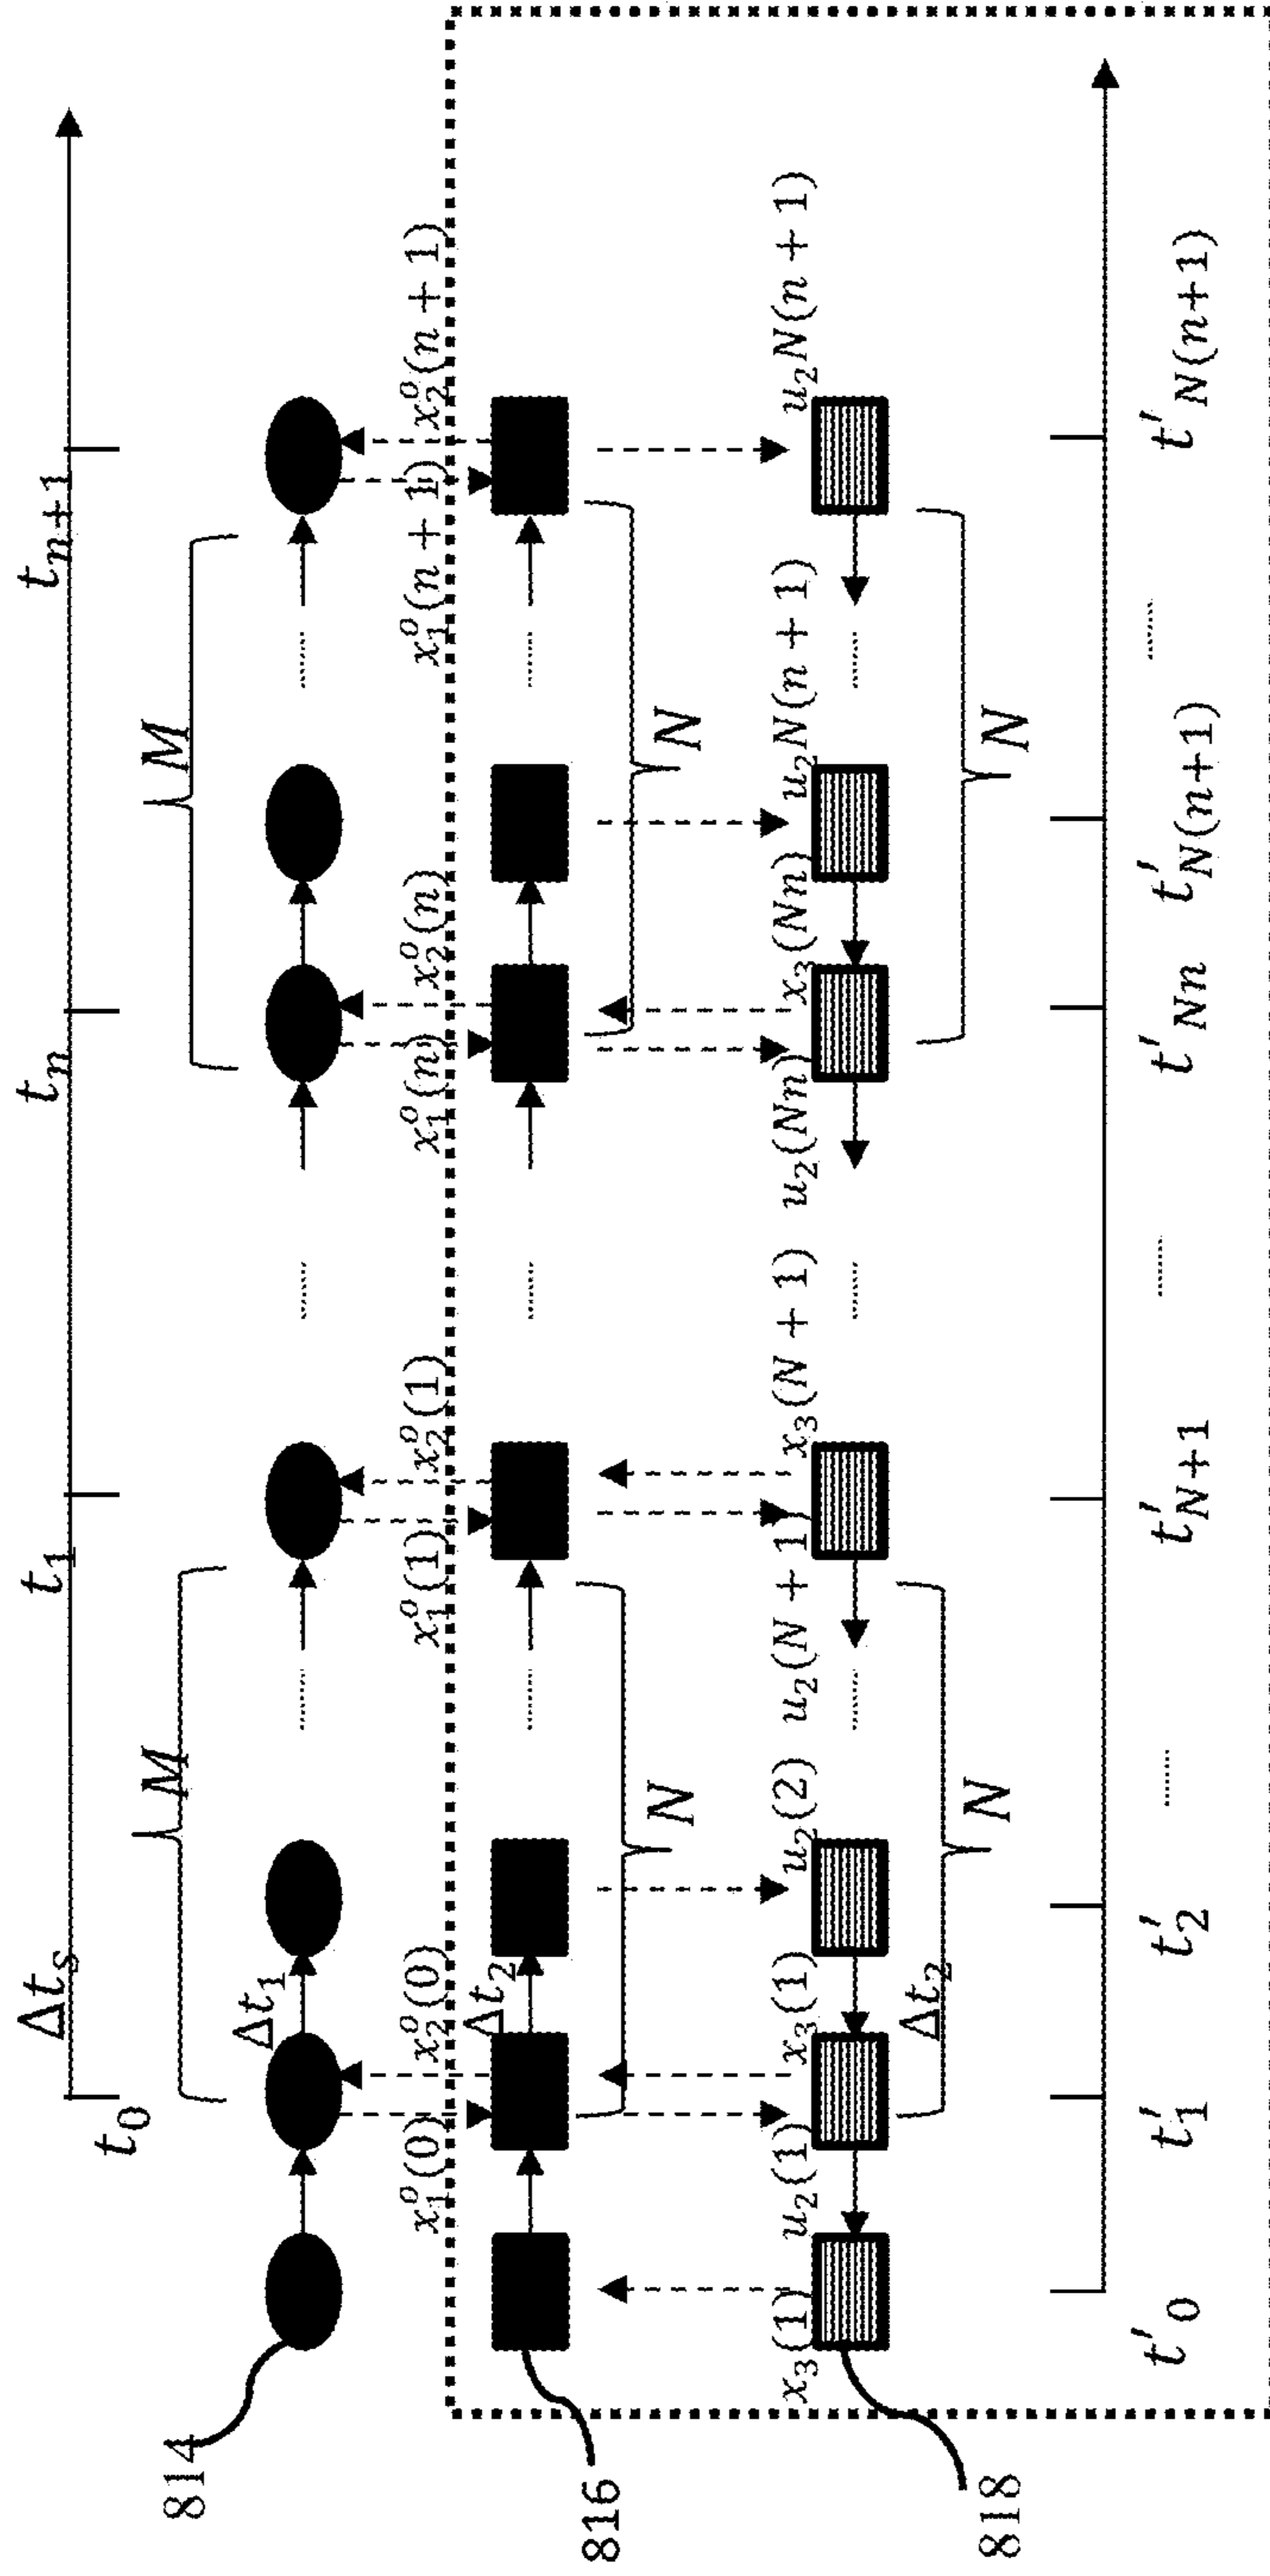 Δt_s t_1 t_n t_{n+1}
t_0
M M
814
Δt_1
x_1^o(0) x_2^o(0) x_1^o(1) x_2^o(1) x_1^o(n) x_2^o(n) x_1^o(n + 1) x_2^o(n + 1)
Δt_2
816
N N
x_3(1) u_2(1) x_3(1) u_2(2) u_2(N + 1) x_3(N + 1) u_2(Nn) x_3(Nn) u_2N(n + 1) u_2N(n + 1)
818
Δt_2
N N
t'_0 t'_1 t'_2 ...... t'_{N+1} ...... t'_{Nn} t'_{N(n+1)} ...... t'_{N(n+1)}